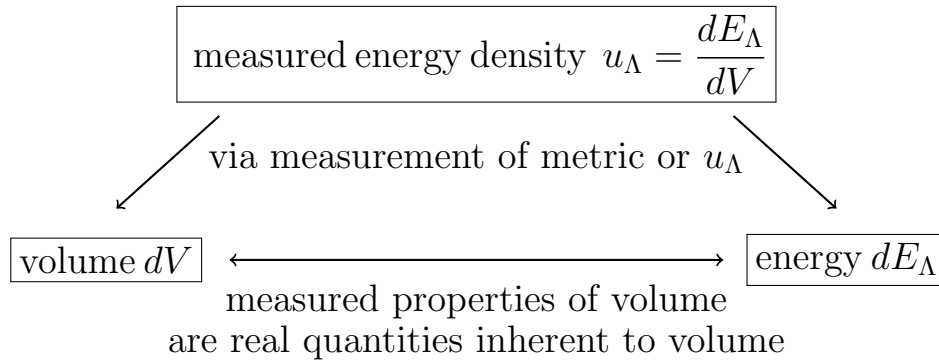 measured energy density u_Λ = dE_Λ/dV
via measurement of metric or u_Λ
volume dV
energy dE_Λ
measured properties of volume
are real quantities inherent to volume